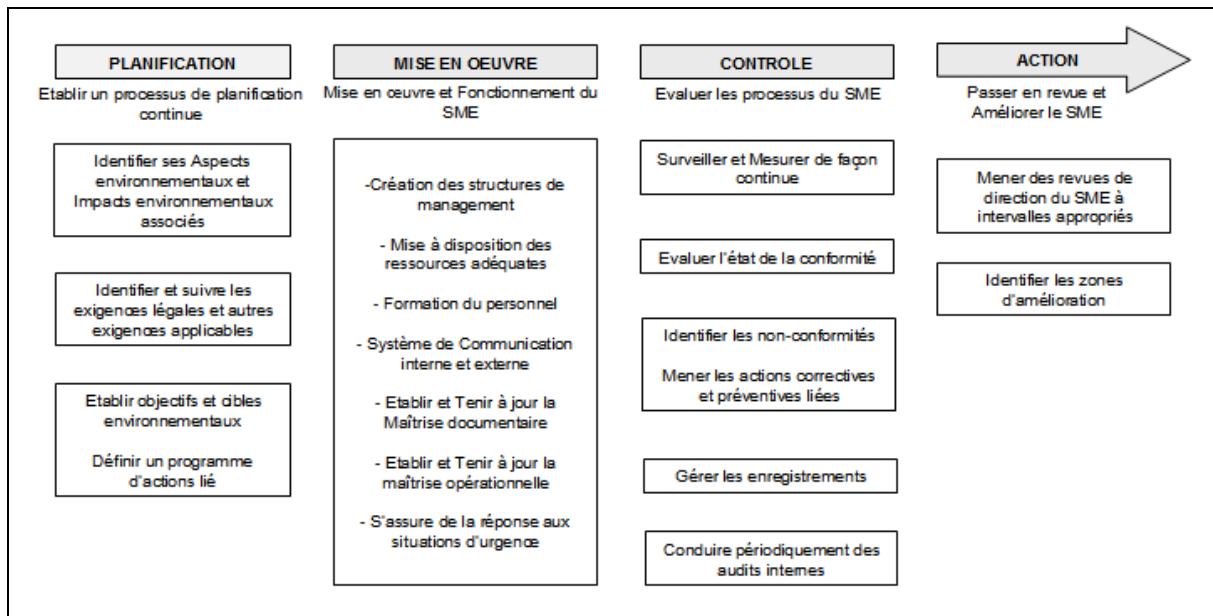 PLANIFICATION
Etablir un processus de planification
continue
Identifier ses Aspects
environnementaux et
Impacts environnementaux
associés
Identifier et suivre les
exigences légales et autres
exigences applicables
Etablir objectifs et cibles
environnementaux
Définir un programme
d'actions lié
MISE EN OEUVRE
Mise en œuvre et Fonctionnement du
SME
-Création des structures de
management
- Mise à disposition des
ressources adéquates
- Formation du personnel
- Système de Communication
interne et externe
- Etablir et Tenir à jour la
Maîtrise documentaire
- Etablir et Tenir à jour la
maîtrise opérationnelle
- S'assure de la réponse aux
situations d'urgence
CONTROLE
Evaluer les processus du SME
Surveiller et Mesurer de façon
continue
Evaluer l'état de la conformité
Identifier les non-conformités
Mener les actions correctives
et préventives liées
Gérer les enregistrements
Conduire périodiquement des
audits internes
ACTION
Passer en revue et
Améliorer le SME
Mener des revues de
direction du SME à
intervalles appropriés
Identifier les zones
d'amélioration